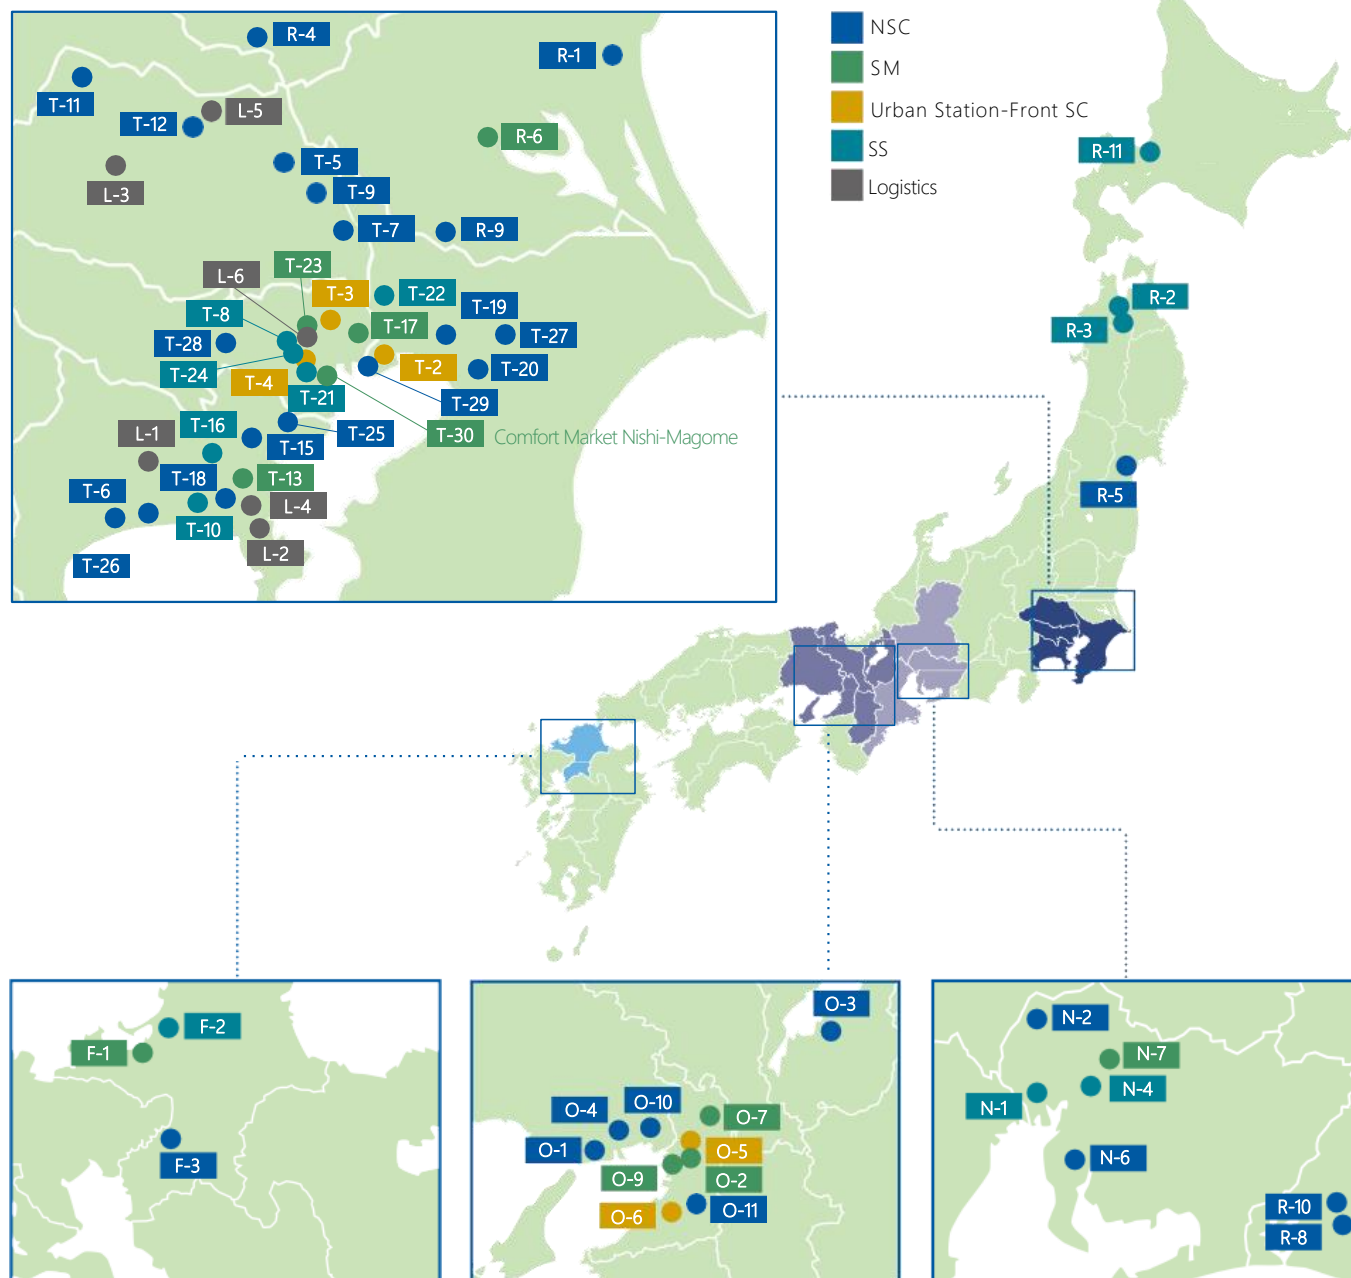 NSC
SM
Urban Station-Front SC
SS
Logistics
R-4
R-1
T-11
L-5
T-12
R-6
T-5
L-3
T-9
T-7
R-9
T-23
L-6
T-3
T-22
T-19
T-8
T-17
T-27
T-28
T-24
T-4
T-2
T-20
T-21
T-29
T-16
T-25
T-30
Comfort Market Nishi-Magome
L-1
T-15
T-18
T-13
T-6
L-4
T-10
L-2
T-26
R-11
R-2
R-3
R-5
F-2
F-1
F-3
O-3
O-10
O-4
O-7
O-1
O-5
O-9
O-2
O-6
O-11
N-2
N-7
N-4
N-1
N-6
R-10
R-8